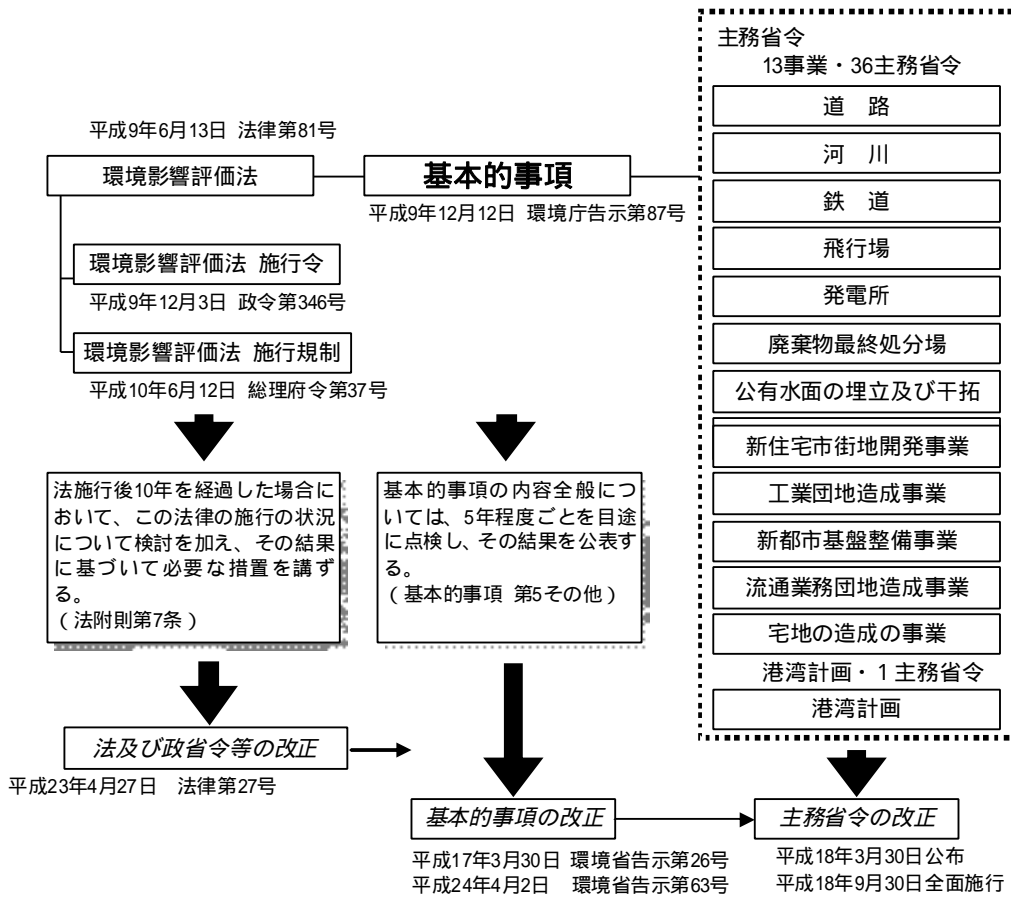 平成9年6月13日 法律第81号
環境影響評価法
基本的事項
平成9年12月12日 環境庁告示第87号
環境影響評価法 施行令
平成9年12月3日 政令第346号
環境影響評価法 施行規制
平成10年6月12日 総理府令第37号
法施行後10年を経過した場合に
おいて、この法律の施行の状況
について検討を加え、その結果
に基づいて必要な措置を講ず
る。
（法附則第7条）
基本的事項の内容全般につ
いては、5年程度ごとを目途
に点検し、その結果を公表す
る。
（基本的事項 第5その他）
法及び政省令等の改正
平成23年4月27日 法律第27号
基本的事項の改正
平成17年3月30日 環境省告示第26号
平成24年4月2日 環境省告示第63号
主務省令
13事業・36主務省令
道 路
河 川
鉄 道
飛行場
発電所
廃棄物最終処分場
公有水面の埋立及び干拓
新住宅市街地開発事業
工業団地造成事業
新都市基盤整備事業
流通業務団地造成事業
宅地の造成の事業
港湾計画・1主務省令
港湾計画
主務省令の改正
平成18年3月30日公布
平成18年9月30日全面施行